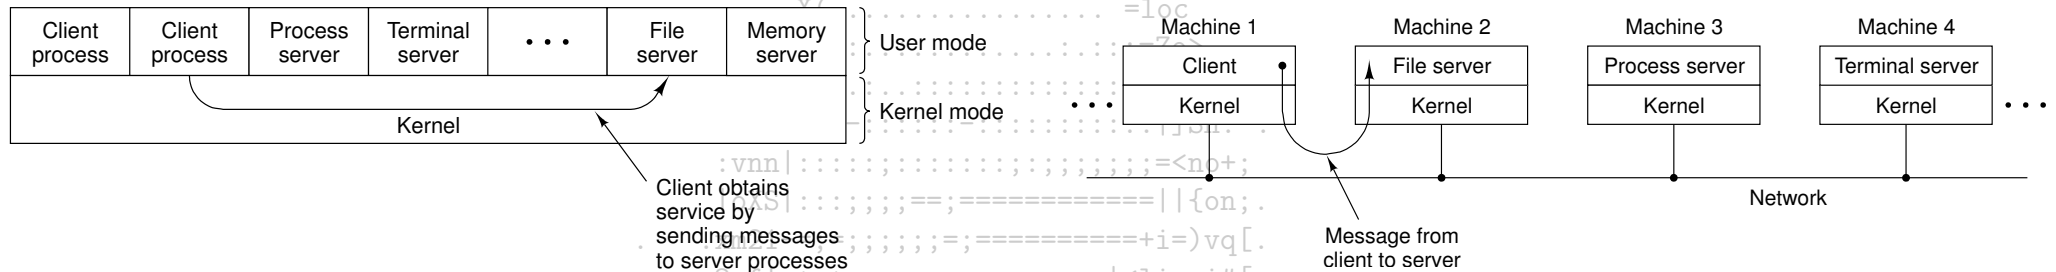 Client process
Client process
Process server
Terminal server
• • •
File server
Memory server
User mode
Kernel
Kernel mode
Client obtains
service by
sending messages
to server processes
Machine 1
Machine 2
Machine 3
Machine 4
Client
File server
Process server
Terminal server
• • •
Kernel
Kernel
Kernel
Kernel
• • •
Network
Message from
client to server